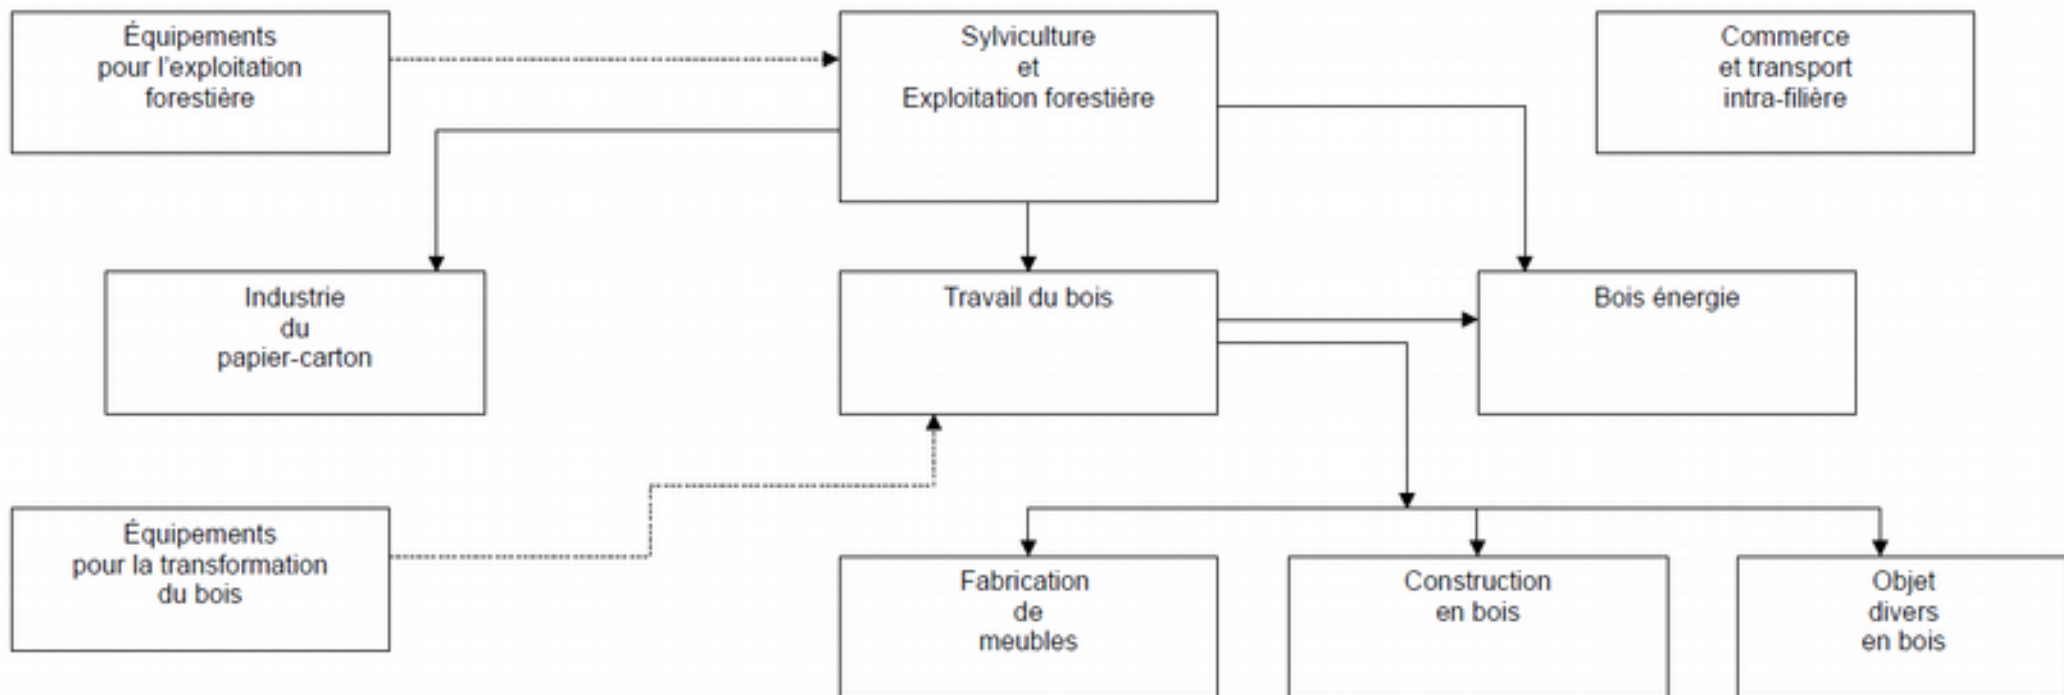 Équipements
pour l'exploitation
forestière
Sylviculture
et
Exploitation forestière
Commerce
et transport
intra-filière
Industrie
du
papier-carton
Travail du bois
Bois énergie
Équipements
pour la transformation
du bois
Fabrication
de
meubles
Construction
en bois
Objet
divers
en bois